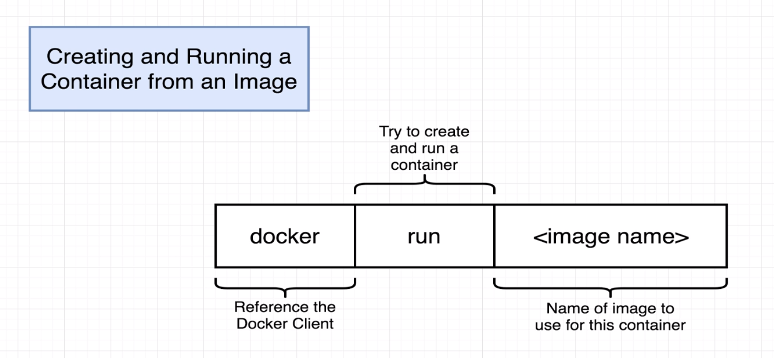 Creating and Running a
Container from an Image
Try to create
and run a
container
docker
run
<image name>
Reference the
Docker Client
Name of image to
use for this container